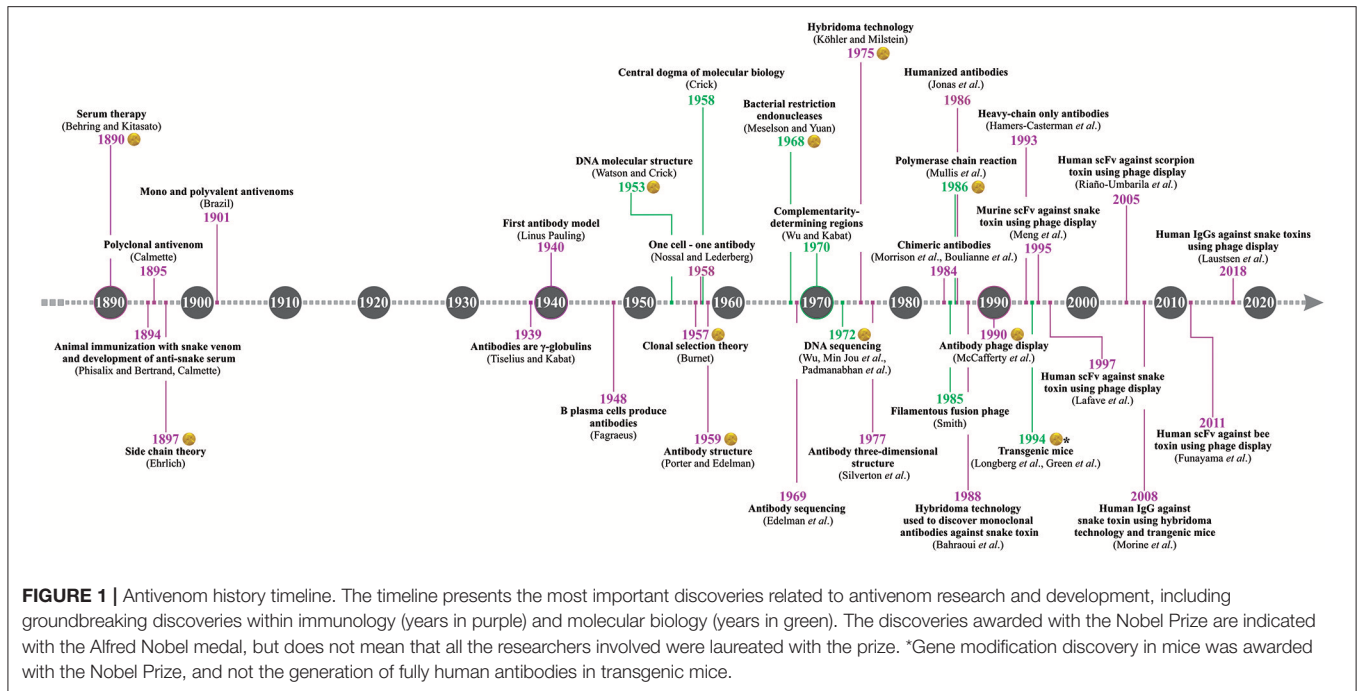 Hybridoma technology
(Köhler and Milstein)
1975
Central dogma of molecular biology
(Crick)
1958
Humanized antibodies
(Jonas et al.)
1986
Serum therapy
(Behring and Kitasato)
1890
Bacterial restriction
endonucleases
(Meselson and Yuan)
1968
Heavy-chain only antibodies
(Hamers-Casterman et al.)
1993
DNA molecular structure
(Watson and Crick)
1953
Polymerase chain reaction
(Mullis et al.)
1986
Human scFv against scorpion
toxin using phage display
(Riaño-Umbarila et al.)
2005
Mono and polyvalent antivenoms
(Brazil)
1901
First antibody model
(Linus Pauling)
1940
Complementarity-
determining regions
(Wu and Kabat)
1970
Murine scFv against snake
toxin using phage display
(Meng et al.)
1995
Polyclonal antivenom
(Calmette)
1895
One cell - one antibody
(Nossal and Lederberg)
1958
Chimeric antibodies
(Morrison et al., Boulianne et al.)
1984
Human IgGs against snake toxins
using phage display
(Laustsen et al.)
2018
1890 1900 1910 1920 1930 1940 1950 1960 1970 1980 1990 2000 2010 2020
1894
Animal immunization with snake venom
and development of anti-snake serum
(Phisalix and Bertrand, Calmette)
1939
Antibodies are γ-globulins
(Tiselius and Kabat)
1957
Clonal selection theory
(Burnet)
1972
DNA sequencing
(Wu, Min Jou et al.,
Padmanabhan et al.)
1990
Antibody phage display
(McCafferty et al.)
1997
Human scFv against snake
toxin using phage display
(Lafave et al.)
1948
B plasma cells produce
antibodies
(Fagraeus)
1985
Filamentous fusion phage
(Smith)
2011
Human scFv against bee
toxin using phage display
(Funayama et al.)
1897
Side chain theory
(Ehrlich)
1959
Antibody structure
(Porter and Edelman)
1977
Antibody three-dimensional
structure
(Silverton et al.)
1994 *
Transgenic mice
(Longberg et al., Green et al.)
1969
Antibody sequencing
(Edelman et al.)
1988
Hybridoma technology
used to discover monoclonal
antibodies against snake toxin
(Bahraoui et al.)
2008
Human IgG against
snake toxin using hybridoma
technology and trangenic mice
(Morine et al.)
FIGURE 1 | Antivenom history timeline. The timeline presents the most important discoveries related to antivenom research and development, including
groundbreaking discoveries within immunology (years in purple) and molecular biology (years in green). The discoveries awarded with the Nobel Prize are indicated
with the Alfred Nobel medal, but does not mean that all the researchers involved were laureated with the prize. *Gene modification discovery in mice was awarded
with the Nobel Prize, and not the generation of fully human antibodies in transgenic mice.